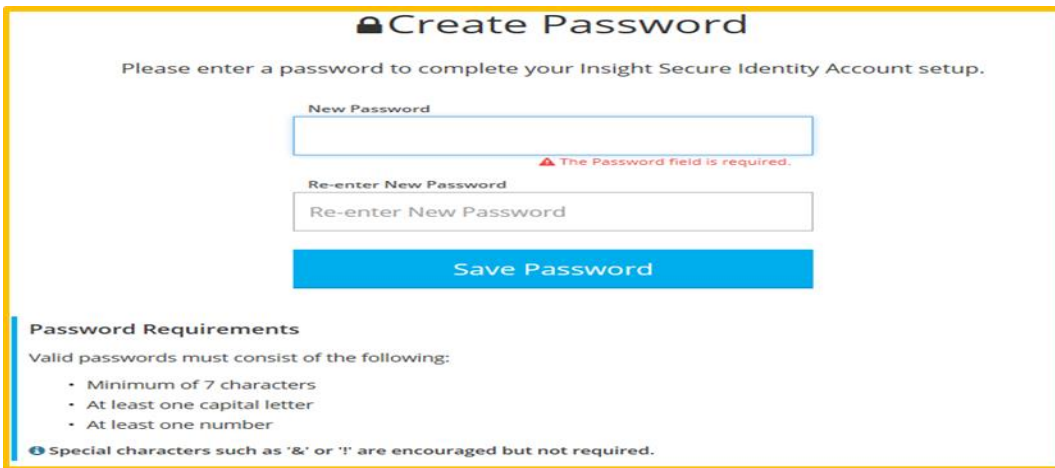 Create Password
Please enter a password to complete your Insight Secure Identity Account setup.
New Password
The Password field is required.
Re-enter New Password
Re-enter New Password
Save Password
Password Requirements
Valid passwords must consist of the following:
• Minimum of 7 characters
• At least one capital letter
• At least one number
Special characters such as '&' or '!' are encouraged but not required.